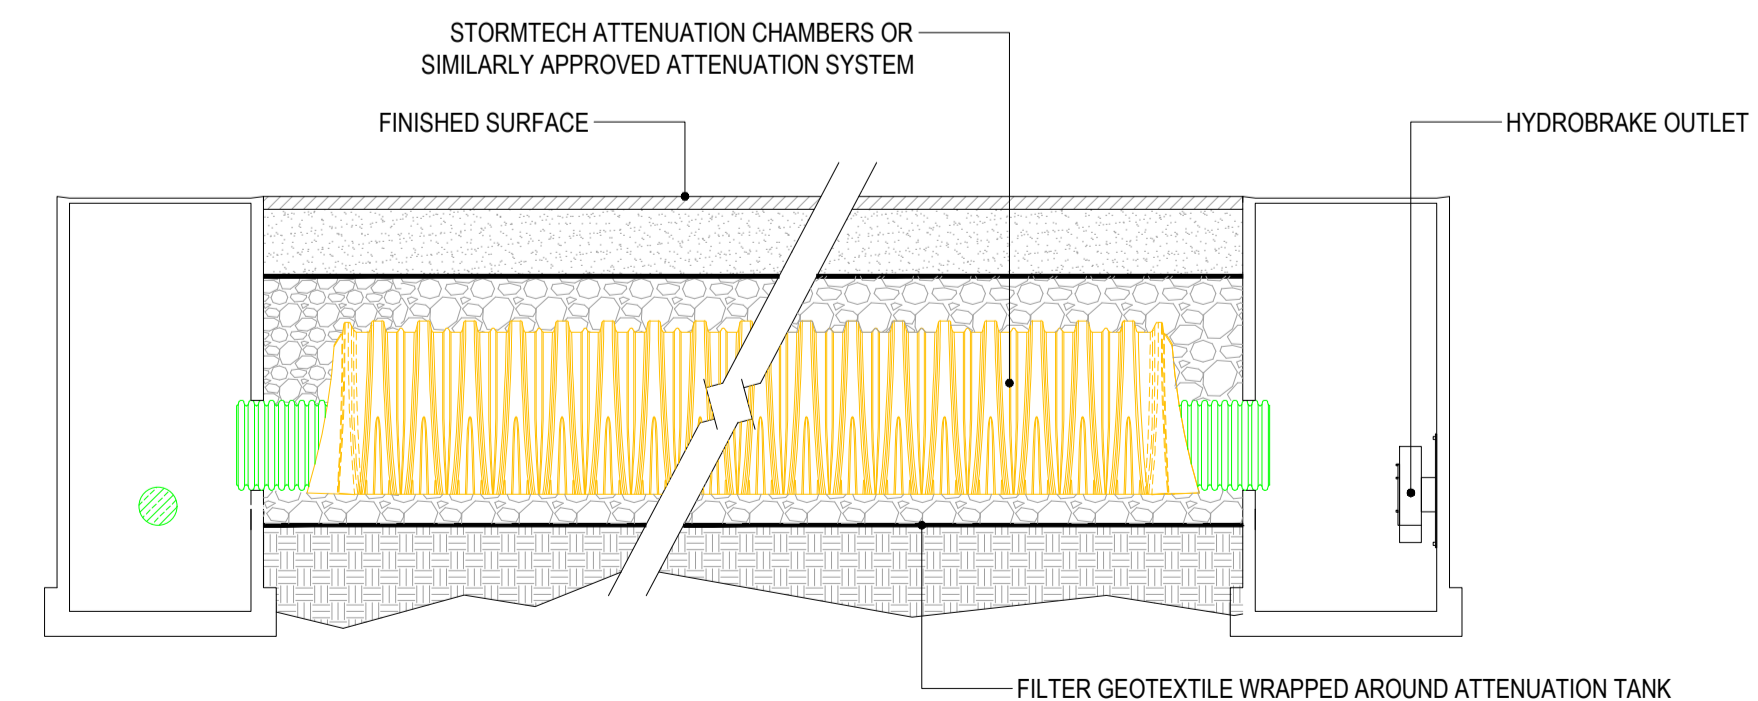 STORMTECH ATTENUATION CHAMBERS OR
SIMILARLY APPROVED ATTENUATION SYSTEM
FINISHED SURFACE
HYDROBRAKE OUTLET
FILTER GEOTEXTILE WRAPPED AROUND ATTENUATION TANK